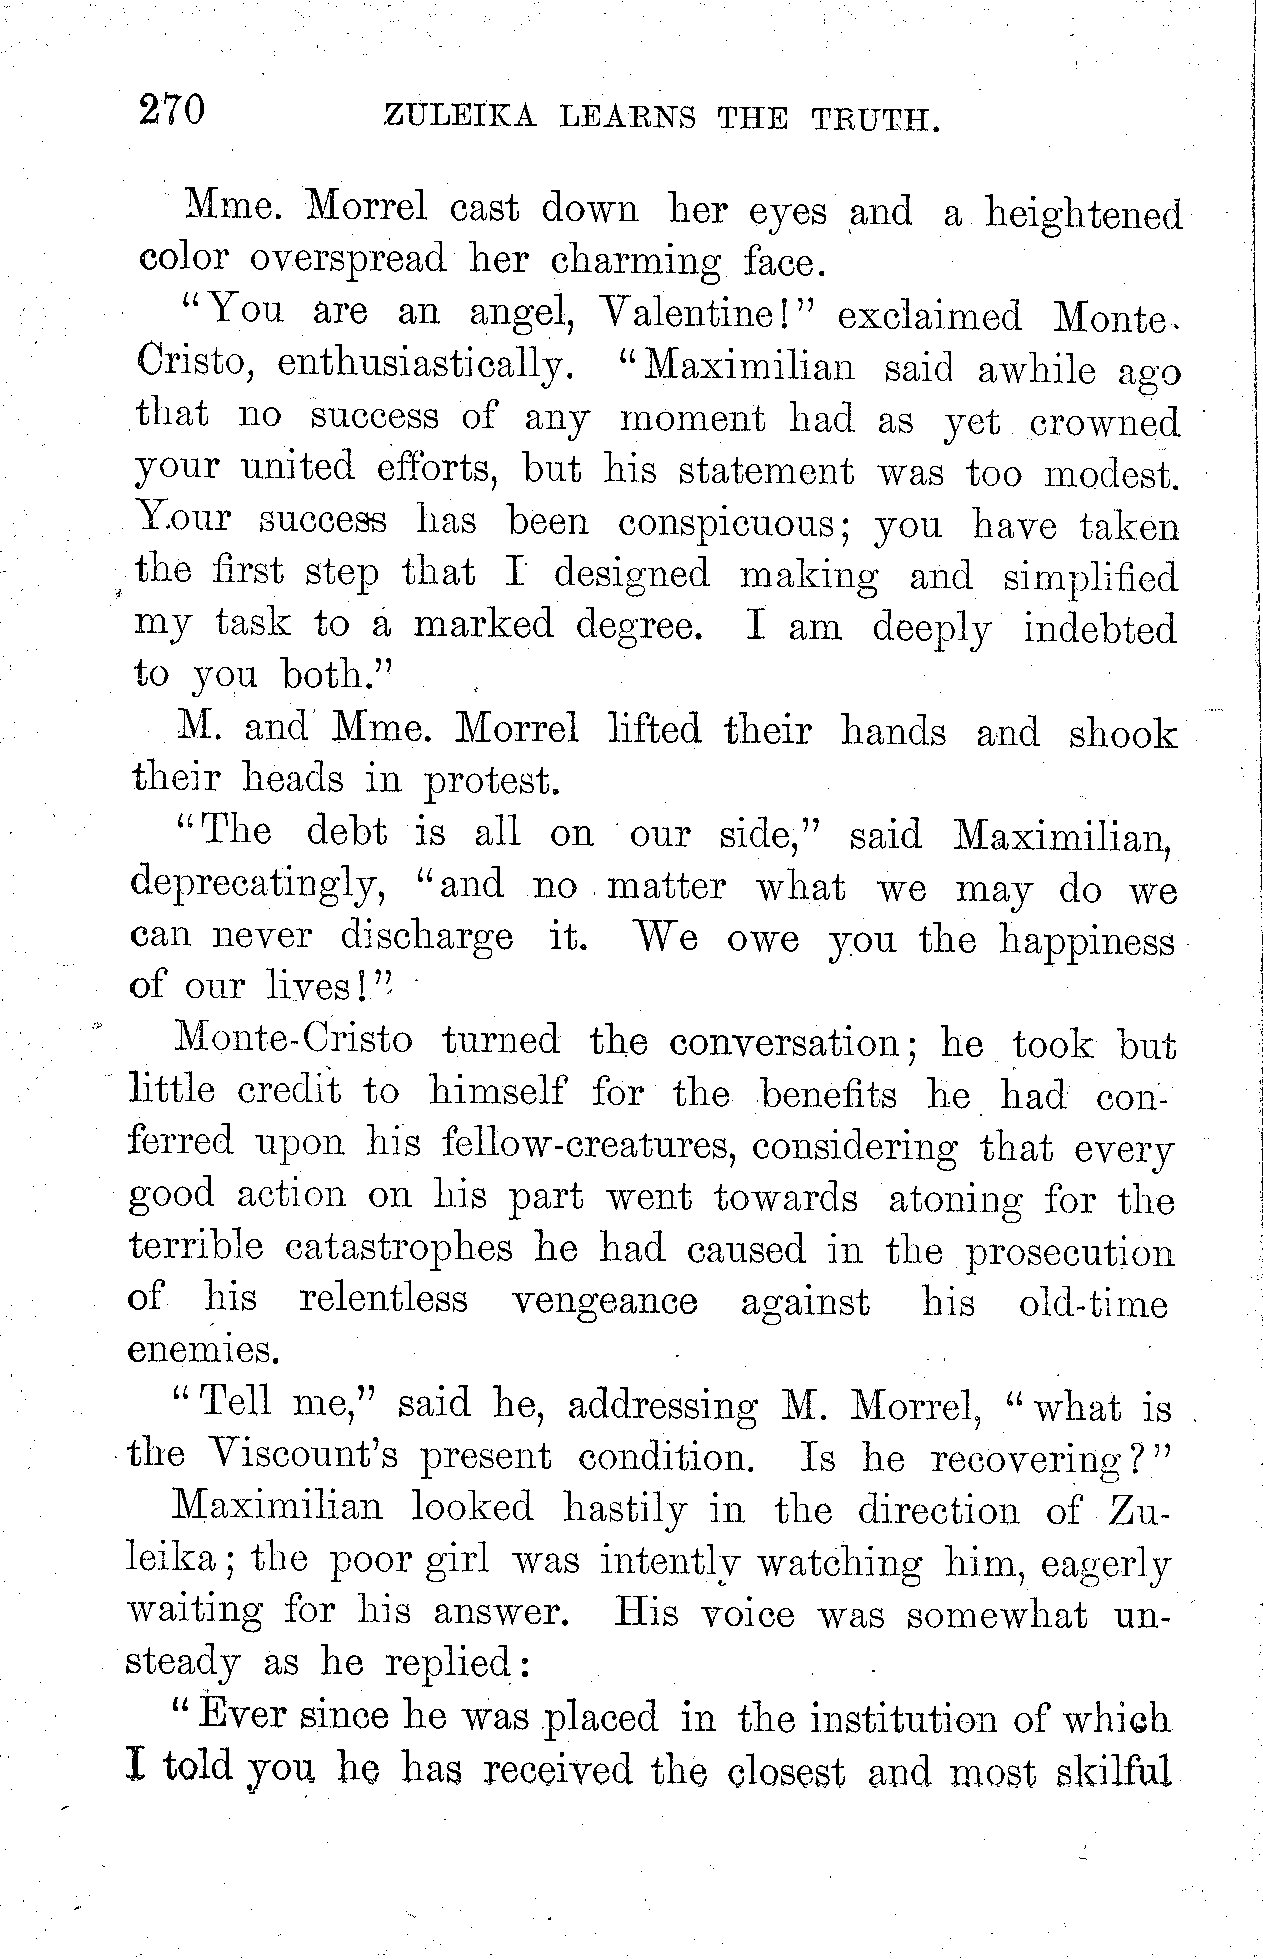 270 ZULEIKA LEARNS THE TRUTH.
Mme. Morrel cast down her eyes and a heightened
color overspread her charming face.
"You are an angel, Valentine!" exclaimed Monte-
Cristo, enthusiastically. "Maximilian said awhile ago
that no success of any moment had as yet crowned
your united efforts, but his statement was too modest.
Your success has been conspicuous; you have taken
the first step that I designed making and simplified
my task to a marked degree. I am deeply indebted
to you both."
M. and Mme. Morrel lifted their hands and shook
their heads in protest.
"The debt is all on our side," said Maximilian,
deprecatingly, "and no matter what we may do we
can never discharge it. We owe you the happiness
of our lives!"
Monte-Cristo turned the conversation; he took but
little credit to himself for the benefits he had con-
ferred upon his fellow-creatures, considering that every
good action on his part went towards atoning for the
terrible catastrophes he had caused in the prosecution
of his relentless vengeance against his old-time
enemies.
"Tell me," said he, addressing M. Morrel, "what is
the Viscount's present condition. Is he recovering?"
Maximilian looked hastily in the direction of Zu-
leika; the poor girl was intently watching him, eagerly
waiting for his answer. His voice was somewhat un-
steady as he replied:
"Ever since he was placed in the institution of which
I told you he has received the closest and most skilful